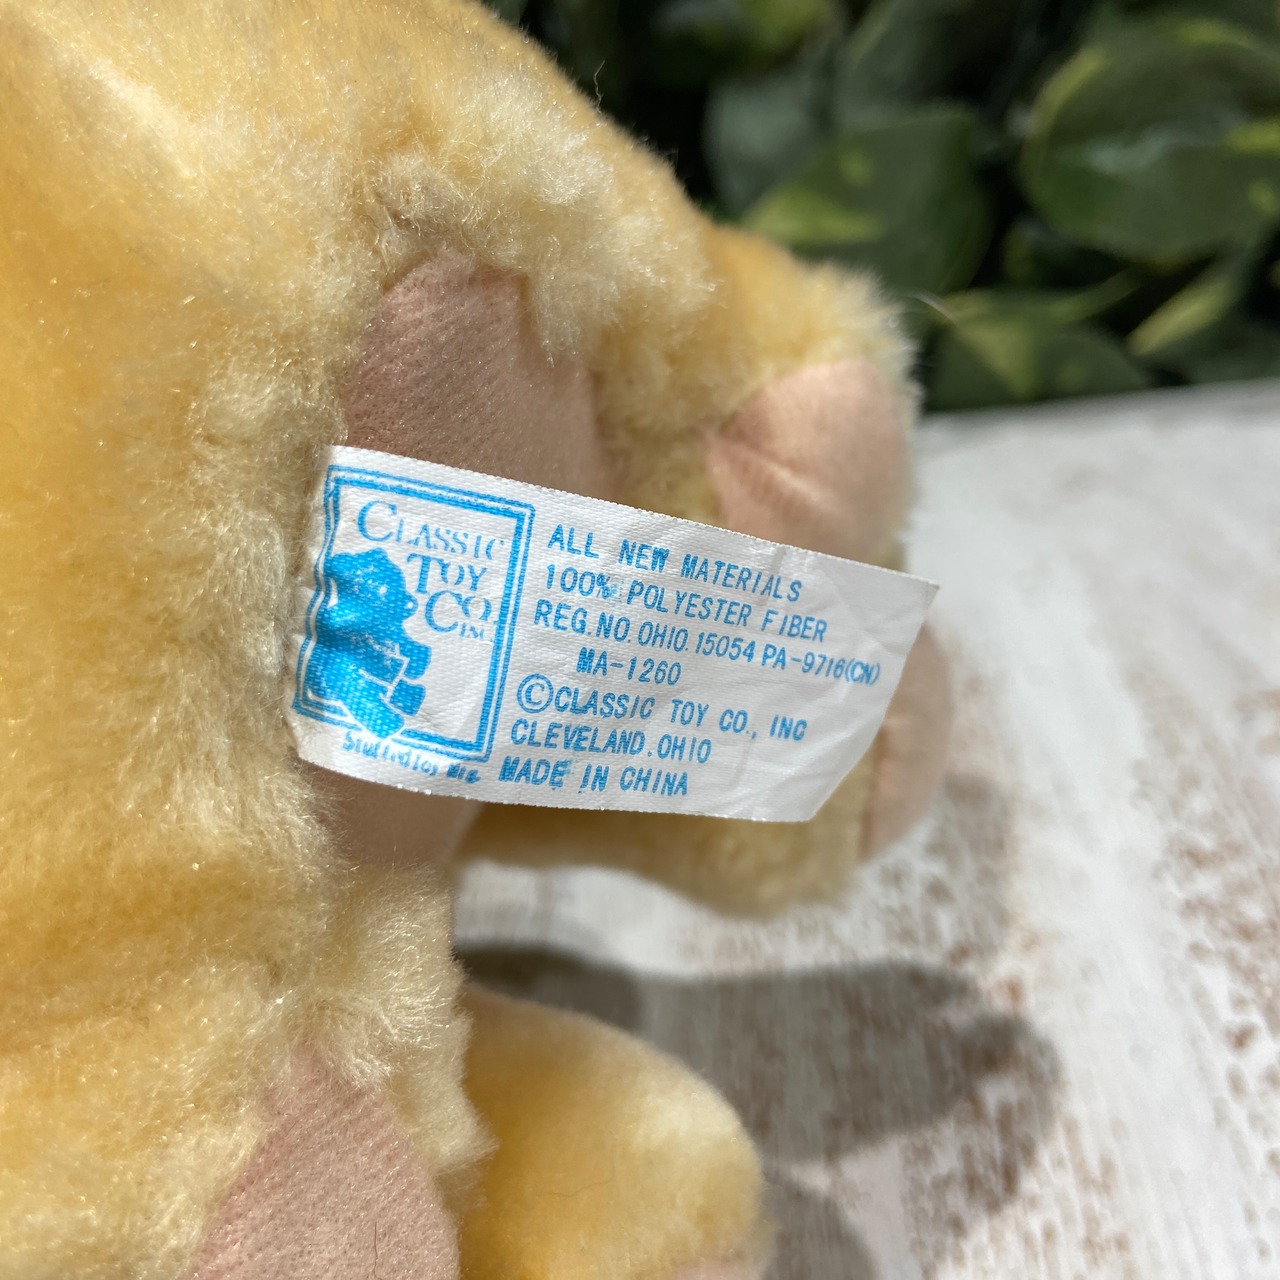 CLASSIC
TOY
CO.
INC
ALL NEW MATERIALS
100% POLYESTER FIBER
REG.NO.OHIO.15054 PA-9716(CN)
MA-1260
©CLASSIC TOY CO., INC
CLEVELAND.OHIO
MADE IN CHINA